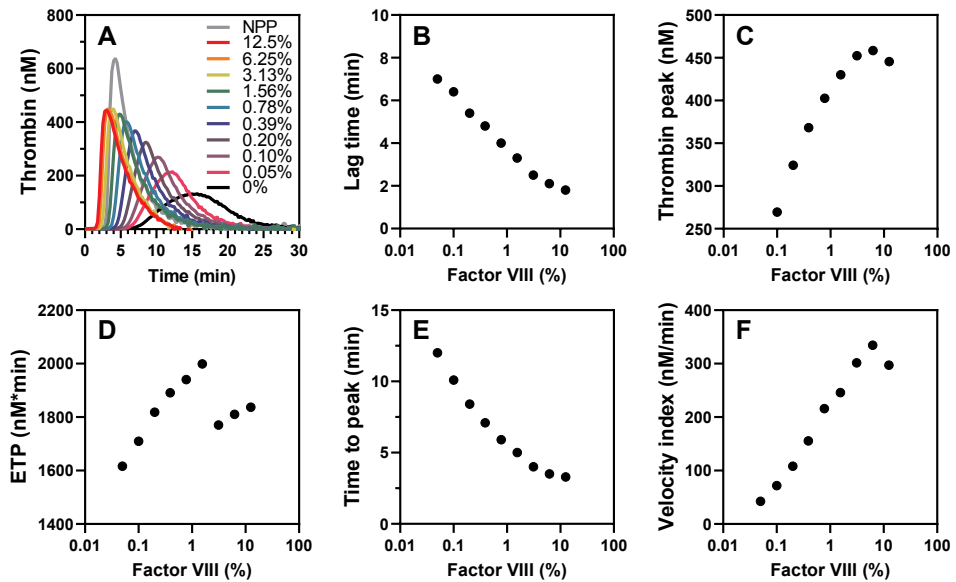 A
NPP
12.5%
6.25%
3.13%
1.56%
0.78%
0.39%
0.20%
0.10%
0.05%
0%
Thrombin (nM)
800
600
400
200
0
0 5 10 15 20 25 30
Time (min)
B
Lag time (min)
10
8
6
4
2
0
0.01 0.1 1 10 100
Factor VIII (%)
C
Thrombin peak (nM)
500
450
400
350
300
250
0.01 0.1 1 10 100
Factor VIII (%)
D
ETP (nM*min)
2200
2000
1800
1600
1400
0.01 0.1 1 10 100
Factor VIII (%)
E
Time to peak (min)
15
10
5
0
0.01 0.1 1 10 100
Factor VIII (%)
F
Velocity index (nM/min)
400
300
200
100
0
0.01 0.1 1 10 100
Factor VIII (%)